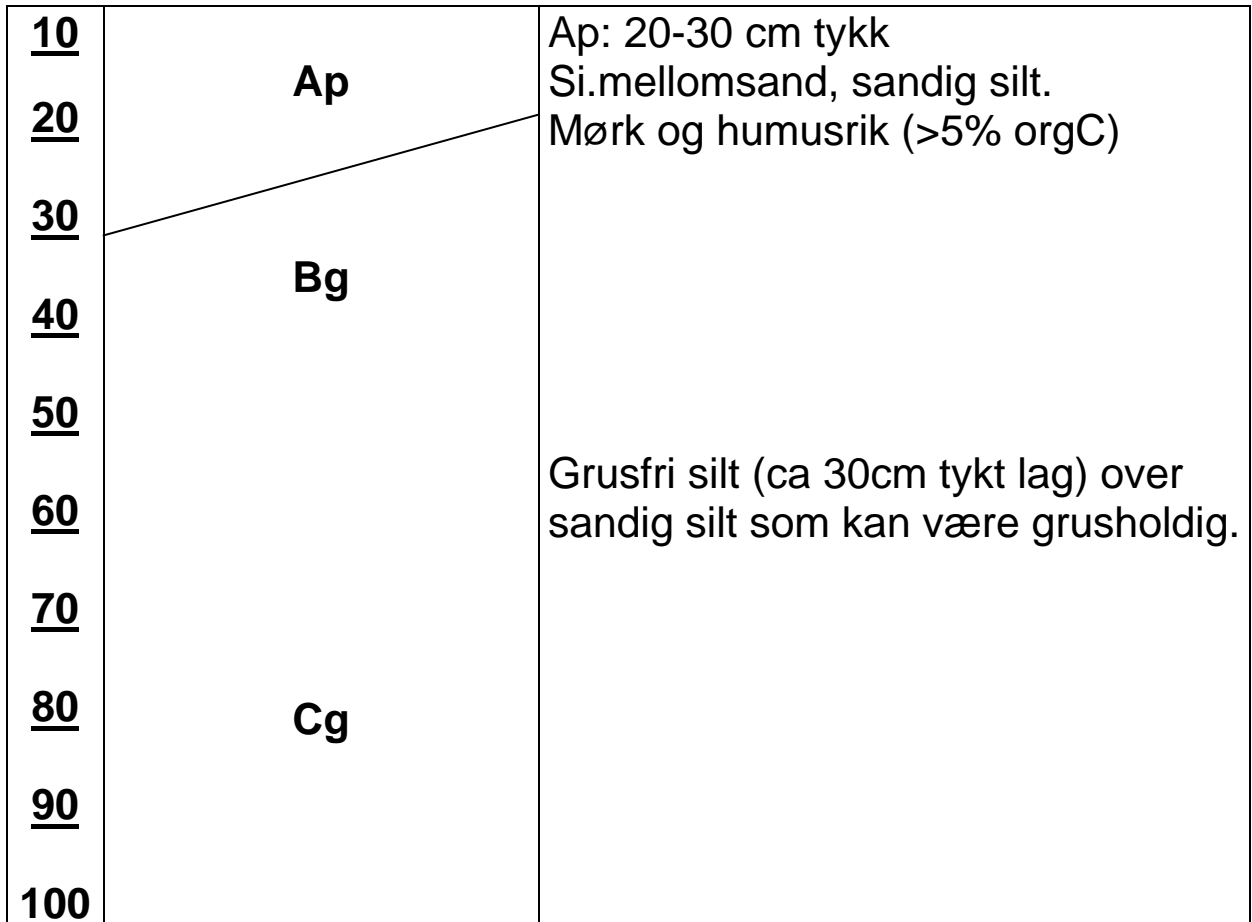 10
Ap: 20-30 cm tykk
Ap
Si.mellomsand, sandig silt.
20
Mørk og humusrik (>5% orgC)
30
Bg
40
50
Grusfri silt (ca 30cm tykt lag) over
60
sandig silt som kan være grusholdig.
70
80
Cg
90
100